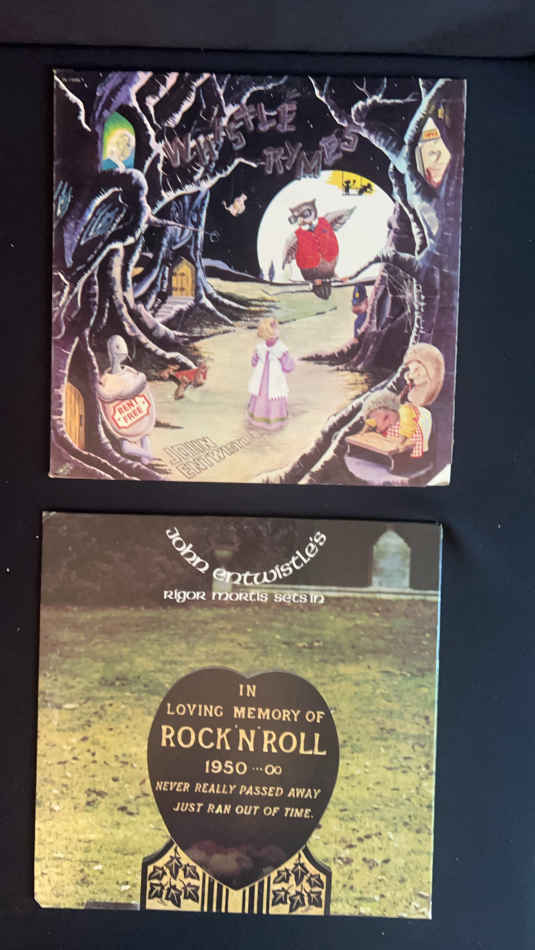 WHISTLE
RYMES
RENT
FREE
JOHN
ENTWISTLE
John Entwistle's
Rigor Mortis Sets In
IN
LOVING MEMORY OF
ROCK'N'ROLL
1950 ... ∞
NEVER REALLY PASSED AWAY
JUST RAN OUT OF TIME.